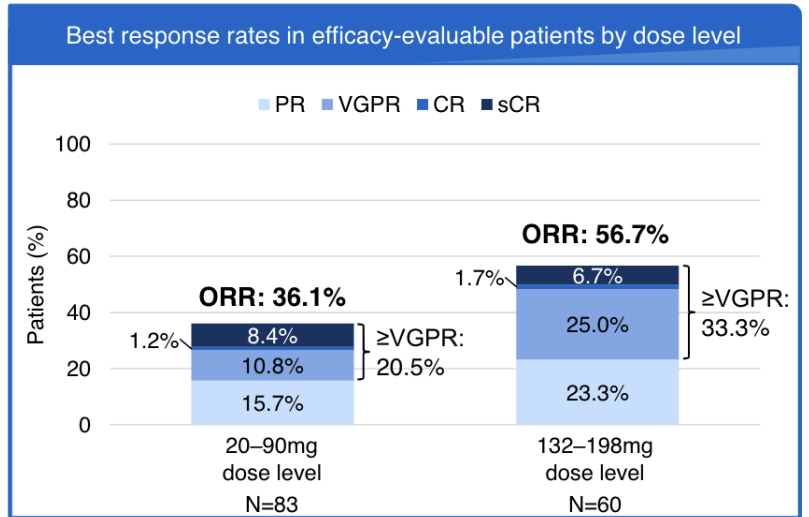 Best response rates in efficacy-evaluable patients by dose level
PR VGPR CR sCR
Patients (%)
100
80
60
40
20
0
ORR: 36.1%
8.4%
1.2%
10.8%
15.7%
≥VGPR:
20.5%
20–90mg
dose level
N=83
ORR: 56.7%
6.7%
1.7%
25.0%
23.3%
≥VGPR:
33.3%
132–198mg
dose level
N=60